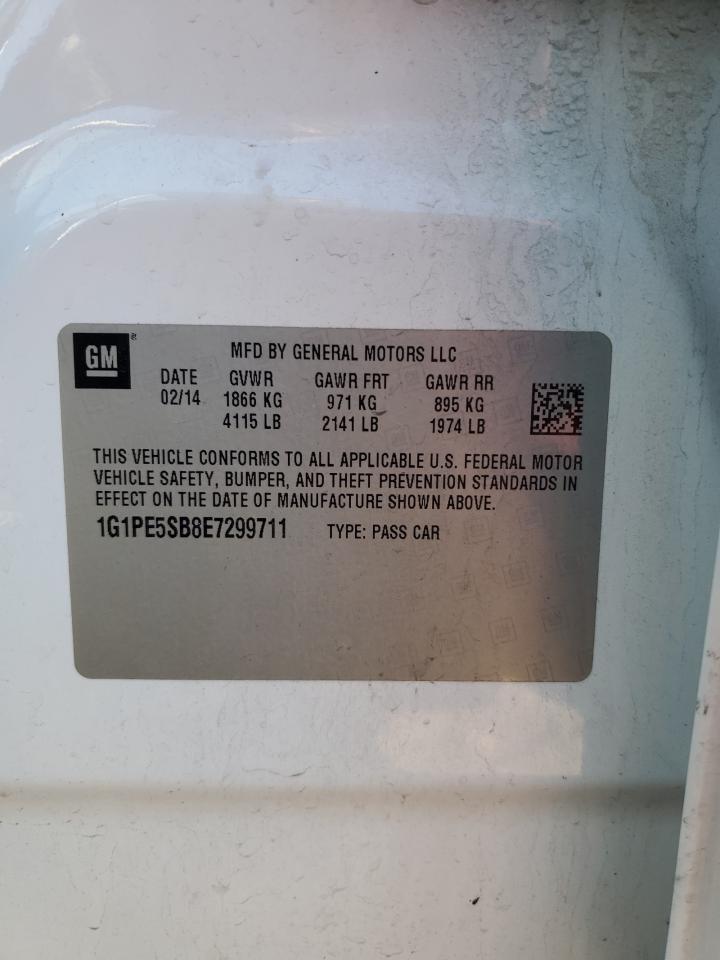 GM
MFD BY GENERAL MOTORS LLC
DATE GVWR GAWR FRT GAWR RR
02/14 1866 KG 971 KG 895 KG
4115 LB 2141 LB 1974 LB
THIS VEHICLE CONFORMS TO ALL APPLICABLE U.S. FEDERAL MOTOR
VEHICLE SAFETY, BUMPER, AND THEFT PREVENTION STANDARDS IN
EFFECT ON THE DATE OF MANUFACTURE SHOWN ABOVE.
1G1PE5SB8E7299711 TYPE: PASS CAR